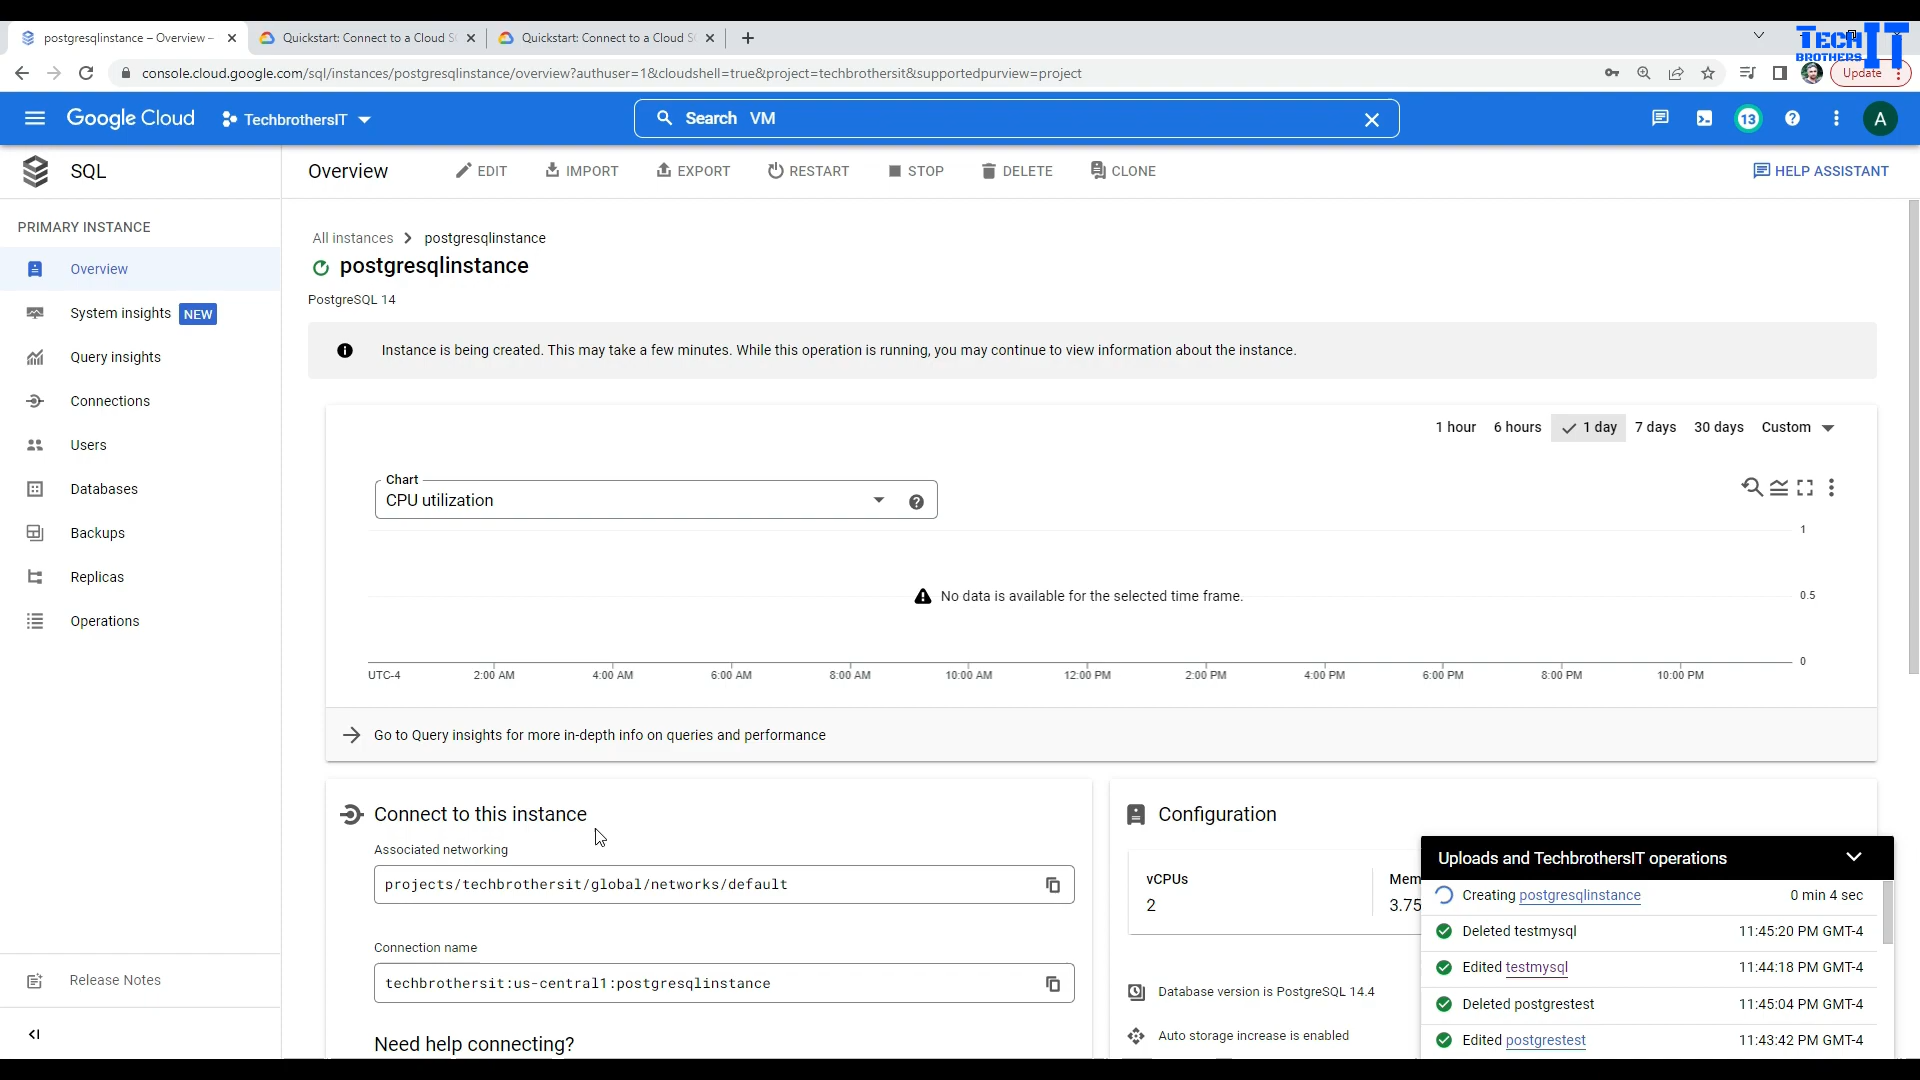 postgresqlinstance – Overview –
Quickstart: Connect to a Cloud S
Quickstart: Connect to a Cloud S
TECH IT
BROTHERS
console.cloud.google.com/sql/instances/postgresqlinstance/overview?authuser=1&cloudshell=true&project=techbrothersit&supportedpurview=project
Update
Google Cloud
TechbrothersIT
Search VM
13
A
SQL
Overview
EDIT
IMPORT
EXPORT
RESTART
STOP
DELETE
CLONE
HELP ASSISTANT
PRIMARY INSTANCE
Overview
System insights NEW
Query insights
Connections
Users
Databases
Backups
Replicas
Operations
Release Notes
All instances > postgresqlinstance
postgresqlinstance
PostgreSQL 14
Instance is being created. This may take a few minutes. While this operation is running, you may continue to view information about the instance.
1 hour 6 hours 1 day 7 days 30 days Custom
Chart
CPU utilization
1
No data is available for the selected time frame.
0.5
0
UTC-4 2:00 AM 4:00 AM 6:00 AM 8:00 AM 10:00 AM 12:00 PM 2:00 PM 4:00 PM 6:00 PM 8:00 PM 10:00 PM
Go to Query insights for more in-depth info on queries and performance
Connect to this instance
Associated networking
projects/techbrothersit/global/networks/default
Connection name
techbrothersit:us-central1:postgresqlinstance
Need help connecting?
Configuration
vCPUs
2
Mem
3.75
Database version is PostgreSQL 14.4
Auto storage increase is enabled
Uploads and TechbrothersIT operations
Creating postgresqlinstance 0 min 4 sec
Deleted testmysql 11:45:20 PM GMT-4
Edited testmysql 11:44:18 PM GMT-4
Deleted postgrestest 11:45:04 PM GMT-4
Edited postgrestest 11:43:42 PM GMT-4